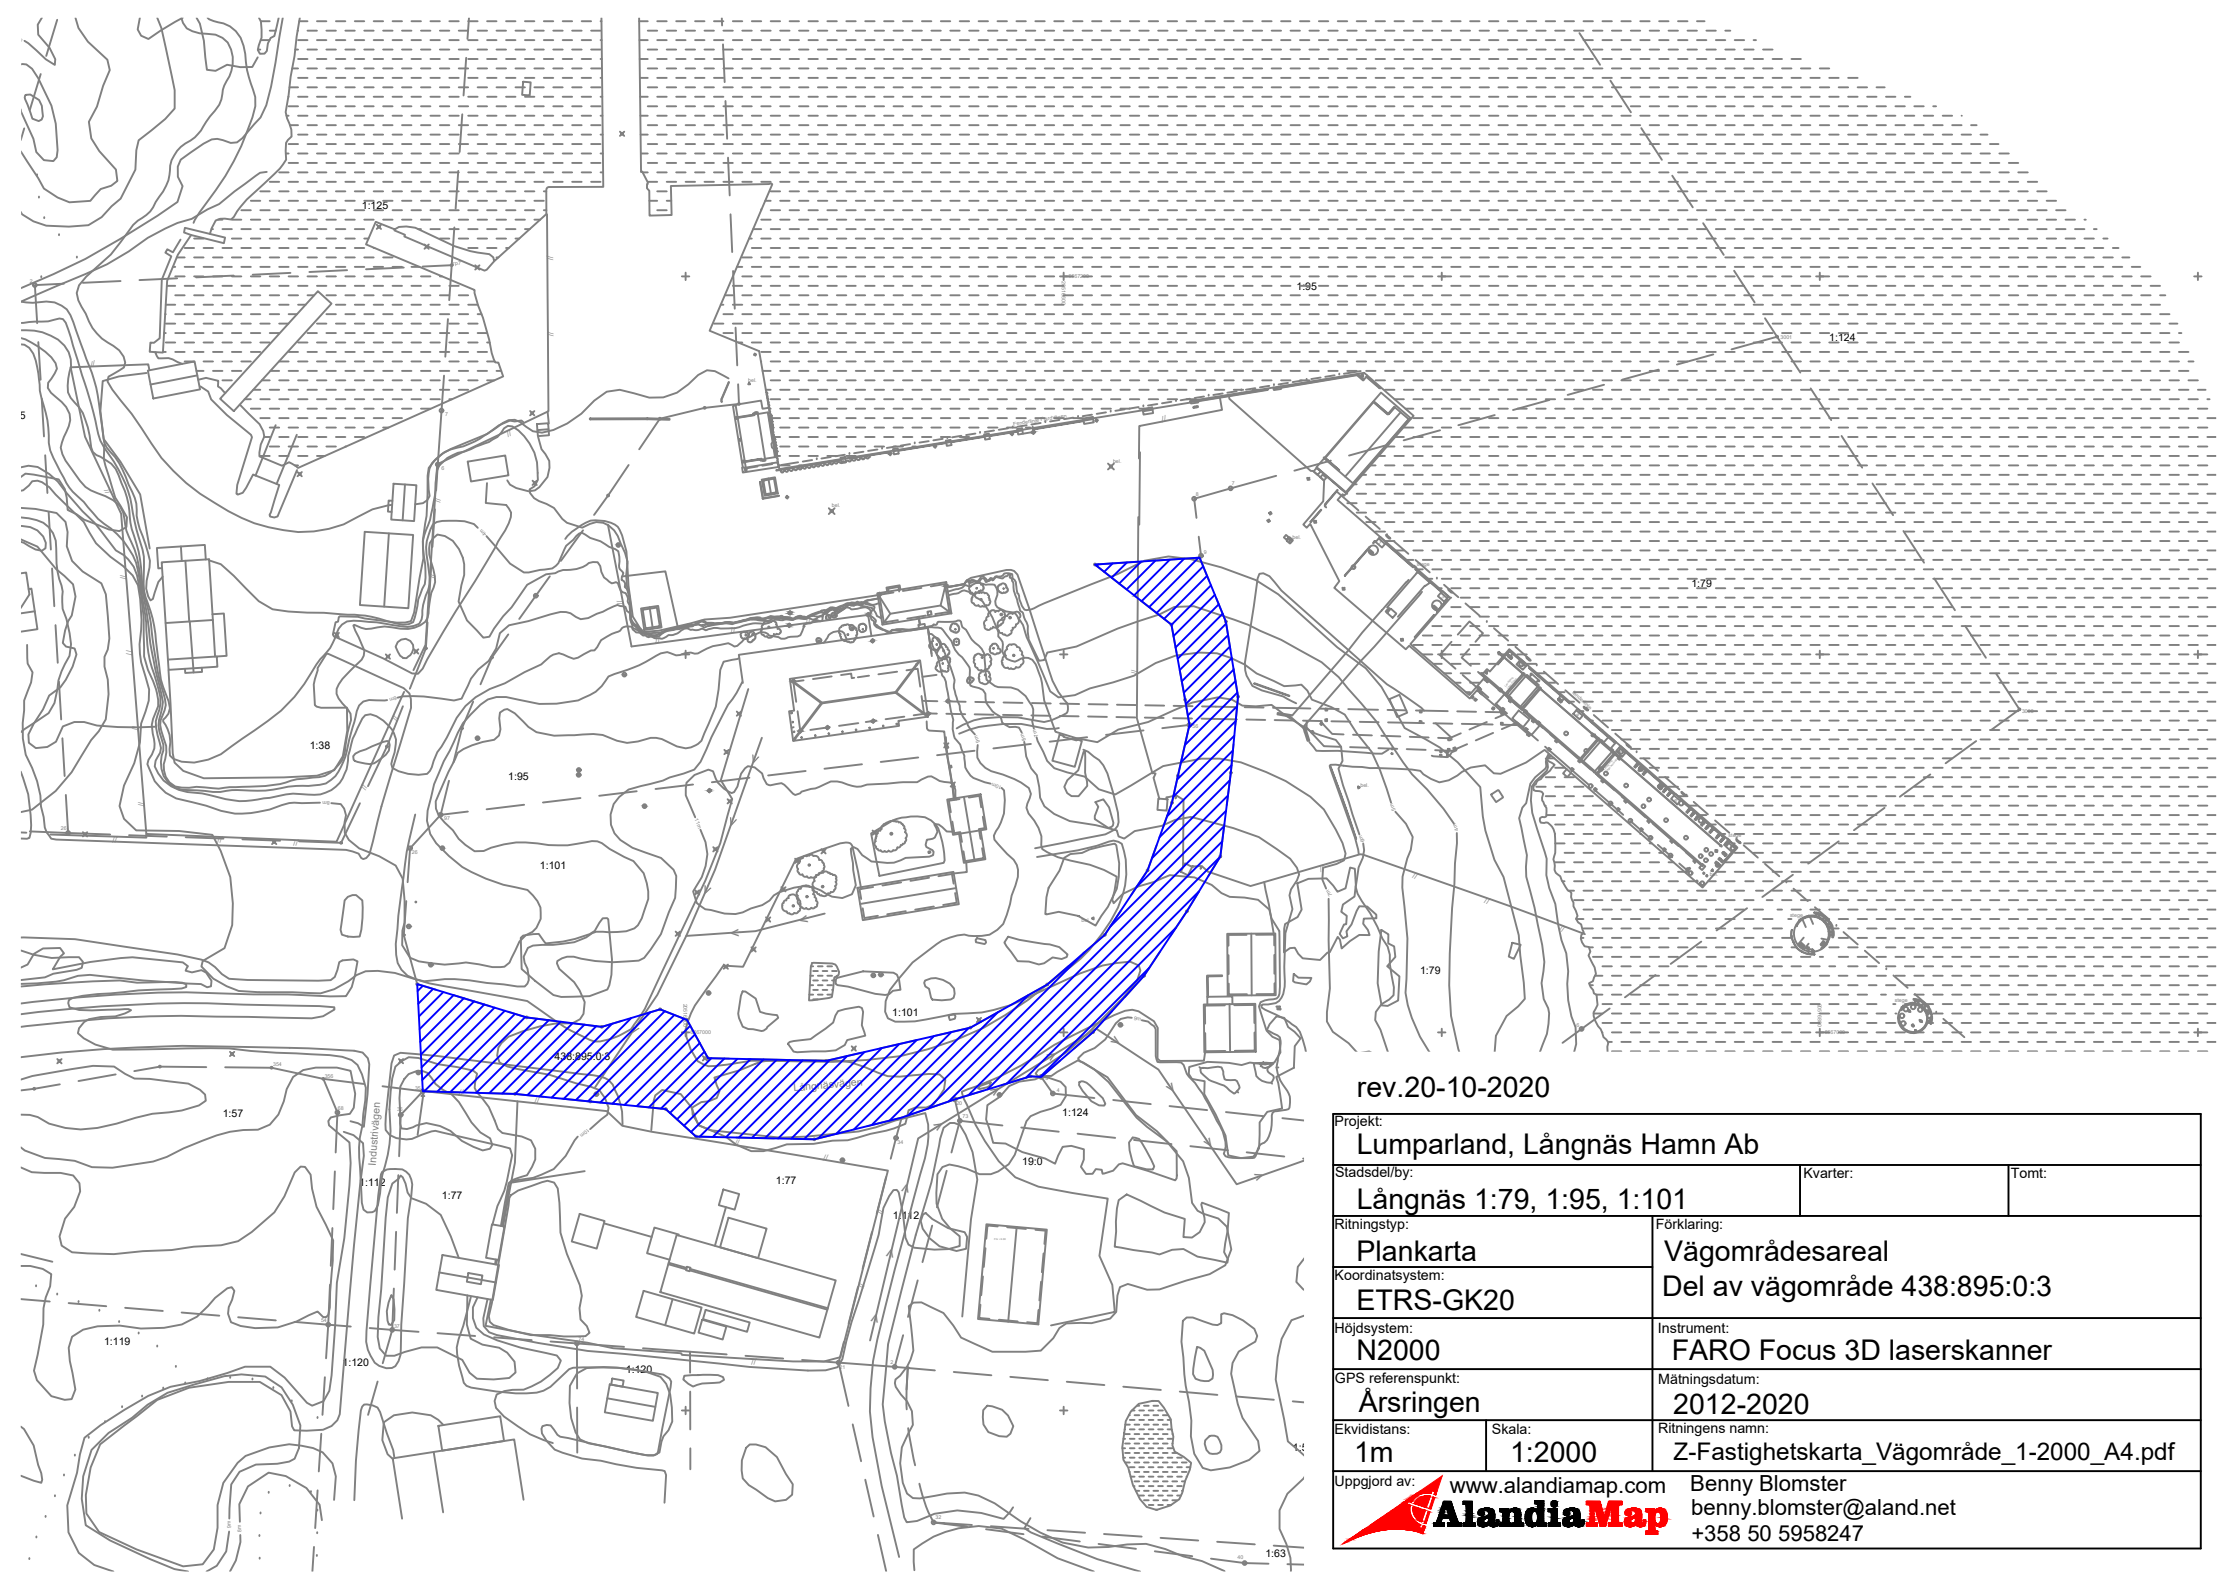 1:125
1:95
1:124
1:79
1:38
1:95
1:101
1:79
1:101
438:895:0:3
Långnäsvägen
1:57
Industrivägen
1:112
1:77
1:77
1:124
19:0
1:112
1:119
1:120
1:120
1:63
rev.20-10-2020
Projekt:
Lumparland, Långnäs Hamn Ab
Stadsdel/by:
Långnäs 1:79, 1:95, 1:101
Kvarter:
Tomt:
Ritningstyp:
Plankarta
Förklaring:
Vägområdesareal
Del av vägområde 438:895:0:3
Koordinatsystem:
ETRS-GK20
Höjdsystem:
N2000
Instrument:
FARO Focus 3D laserskanner
GPS referenspunkt:
Årsringen
Mätningsdatum:
2012-2020
Ekvidistans:
1m
Skala:
1:2000
Ritningens namn:
Z-Fastighetskarta_Vägområde_1-2000_A4.pdf
Uppgjord av:
www.alandiamap.com
AlandiaMap
Benny Blomster
benny.blomster@aland.net
+358 50 5958247